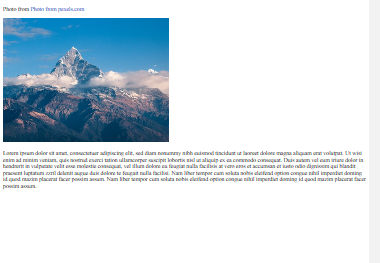 Photo from Photo from pexels.com
Lorem ipsum dolor sit amet, consectetuer adipiscing elit, sed diam nonummy nibh euismod tincidunt ut laoreet dolore magna aliquam erat volutpat. Ut wisi
enim ad minim veniam, quis nostrud exerci tation ullamcorper suscipit lobortis nisl ut aliquip ex ea commodo consequat. Duis autem vel eum iriure dolor in
hendrerit in vulputate velit esse molestie consequat, vel illum dolore eu feugiat nulla facilisis at vero eros et accumsan et iusto odio dignissim qui blandit
praesent luptatum zzril delenit augue duis dolore te feugait nulla facilisi. Nam liber tempor cum soluta nobis eleifend option congue nihil imperdiet doming
id quod mazim placerat facer possim assum. Nam liber tempor cum soluta nobis eleifend option congue nihil imperdiet doming id quod mazim placerat facer
possim assum.